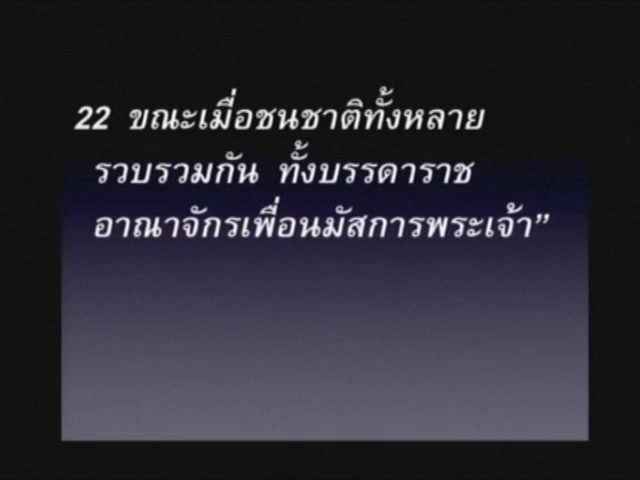 22 ขณะเมื่อชนชาติทั้งหลาย
รวบรวมกัน ทั้งบรรดาราช
อาณาจักรเพื่อนมัสการพระเจ้า”